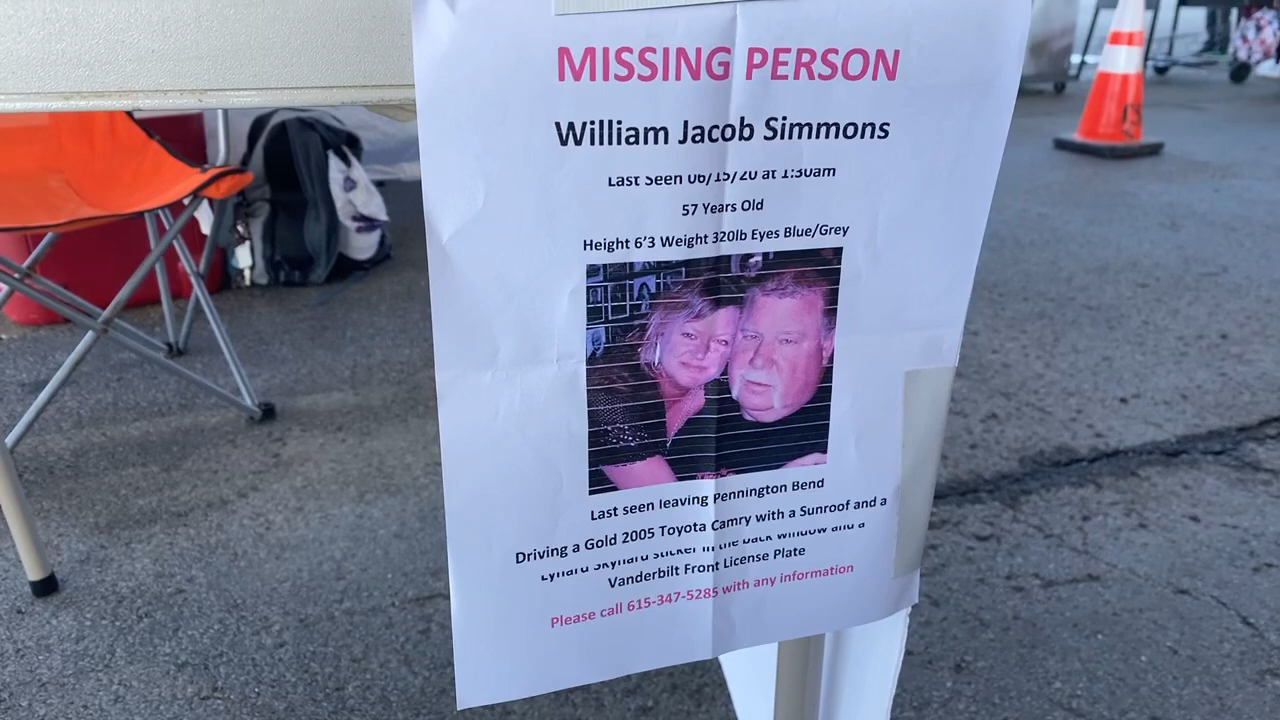 MISSING PERSON
William Jacob Simmons
Last Seen 06/15/20 at 1:30am
57 Years Old
Height 6'3 Weight 320lb Eyes Blue/Grey
Last seen leaving Pennington Bend
Driving a Gold 2005 Toyota Camry with a Sunroof and a
Lynard Skynard sticker in the back window and a
Vanderbilt Front License Plate
Please call 615-347-5285 with any information